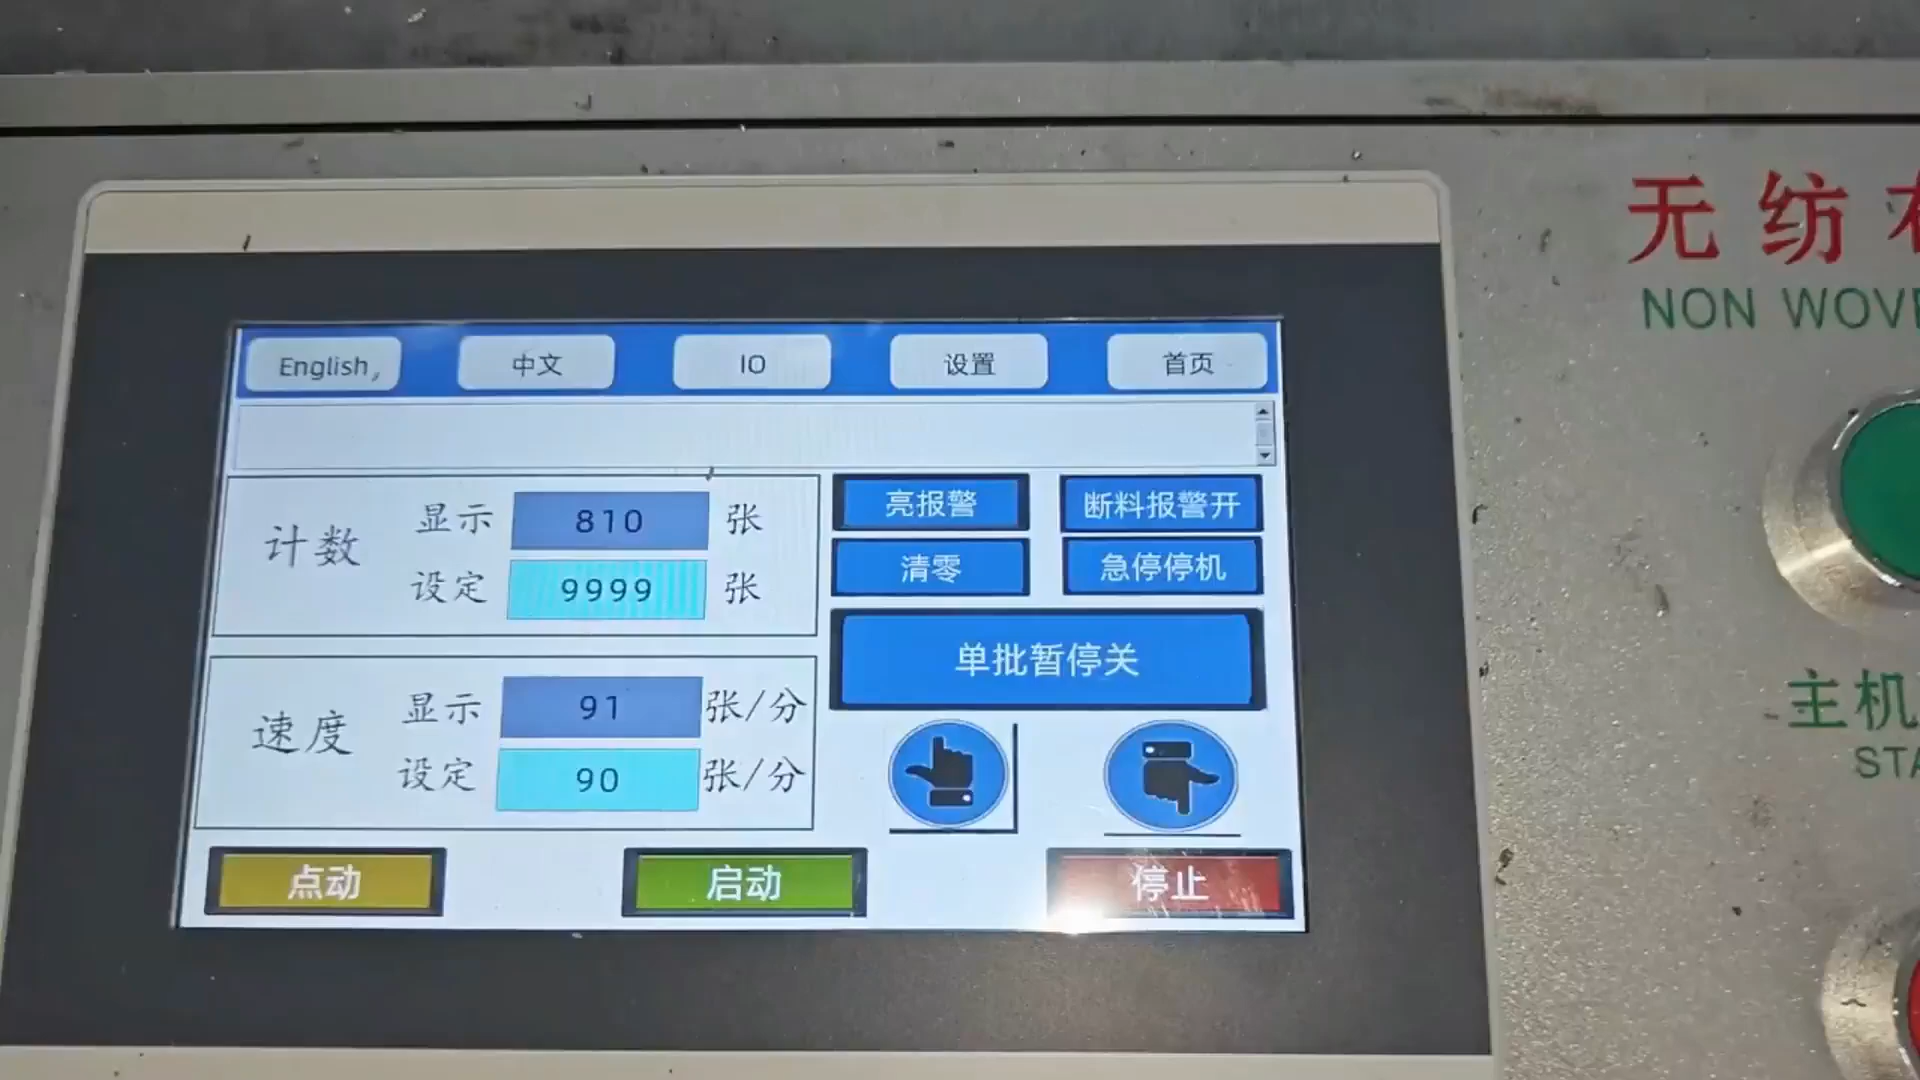 English
中文
IO
设置
首页
计数
显示 810 张
设定 9999 张
亮报警
断料报警开
清零
急停停机
单批暂停关
速度
显示 91 张/分
设定 90 张/分
点动
启动
停止
无纺
NON
主机